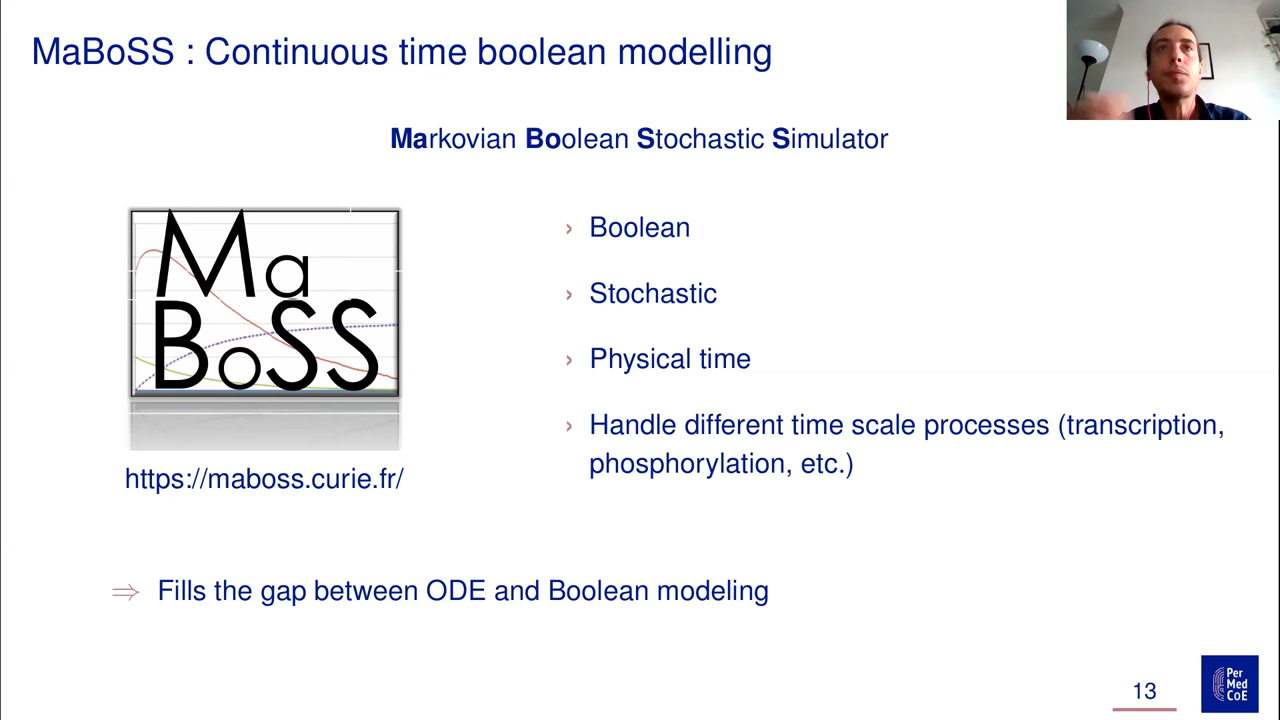 MaBoSS : Continuous time boolean modelling
Markovian Boolean Stochastic Simulator
Ma
BoSS
https://maboss.curie.fr/
› Boolean
› Stochastic
› Physical time
› Handle different time scale processes (transcription,
phosphorylation, etc.)
⇒ Fills the gap between ODE and Boolean modeling
13
Per
Med
CoE